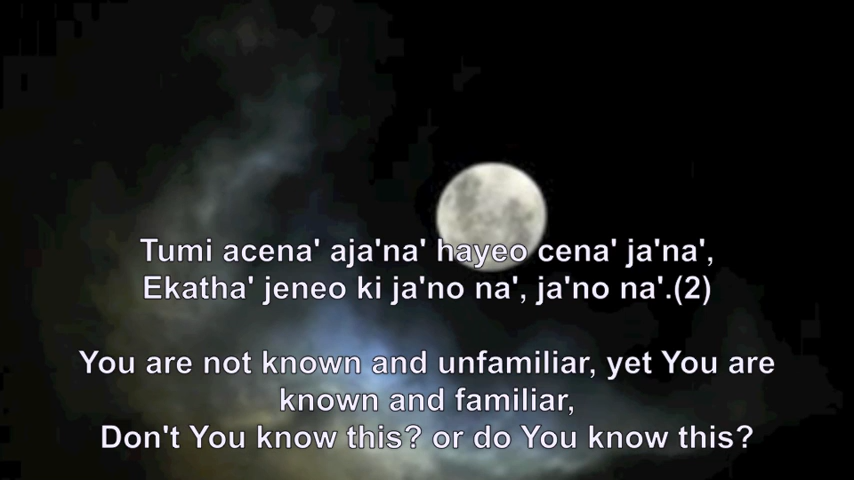 Tumi acena' aja'na' hayeo cena' ja'na',
Ekatha' jeneo ki ja'no na', ja'no na'.(2)
You are not known and unfamiliar, yet You are
known and familiar,
Don't You know this? or do You know this?